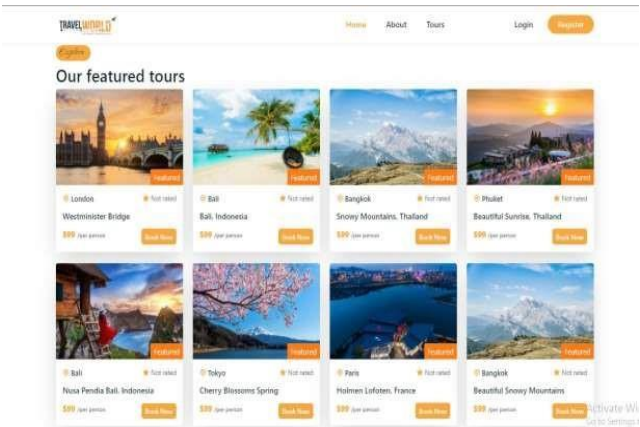 TRAVEL WORLD
Home About Tours Login Register
Explore
Our featured tours
Featured Featured Featured Featured
London Not rated Bali Not rated Bangkok Not rated Phuket Not rated
Westminister Bridge Bali, Indonesia Snowy Mountains, Thailand Beautiful Sunrise, Thailand
$99 /per person Book Now $99 /per person Book Now $99 /per person Book Now $99 /per person Book Now
Featured Featured Featured Featured
Bali Not rated Tokyo Not rated Paris Not rated Bangkok Not rated
Nusa Pendia Bali, Indonesia Cherry Blossoms Spring Holmen Lofoten, France Beautiful Snowy Mountains
$99 /per person Book Now $99 /per person Book Now $99 /per person Book Now $99 /per person Book Now
Activate Wi
Go to Settings